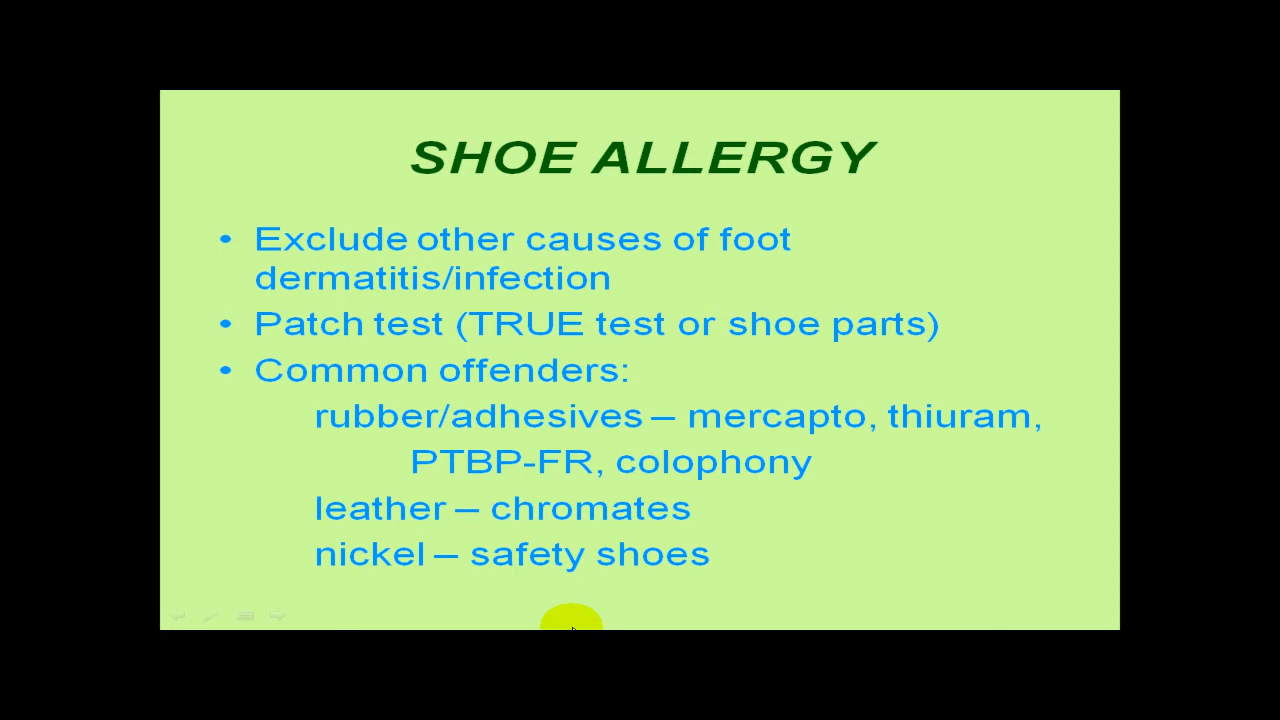 SHOE ALLERGY
• Exclude other causes of foot
dermatitis/infection
• Patch test (TRUE test or shoe parts)
• Common offenders:
rubber/adhesives – mercapto, thiuram,
PTBP-FR, colophony
leather – chromates
nickel – safety shoes